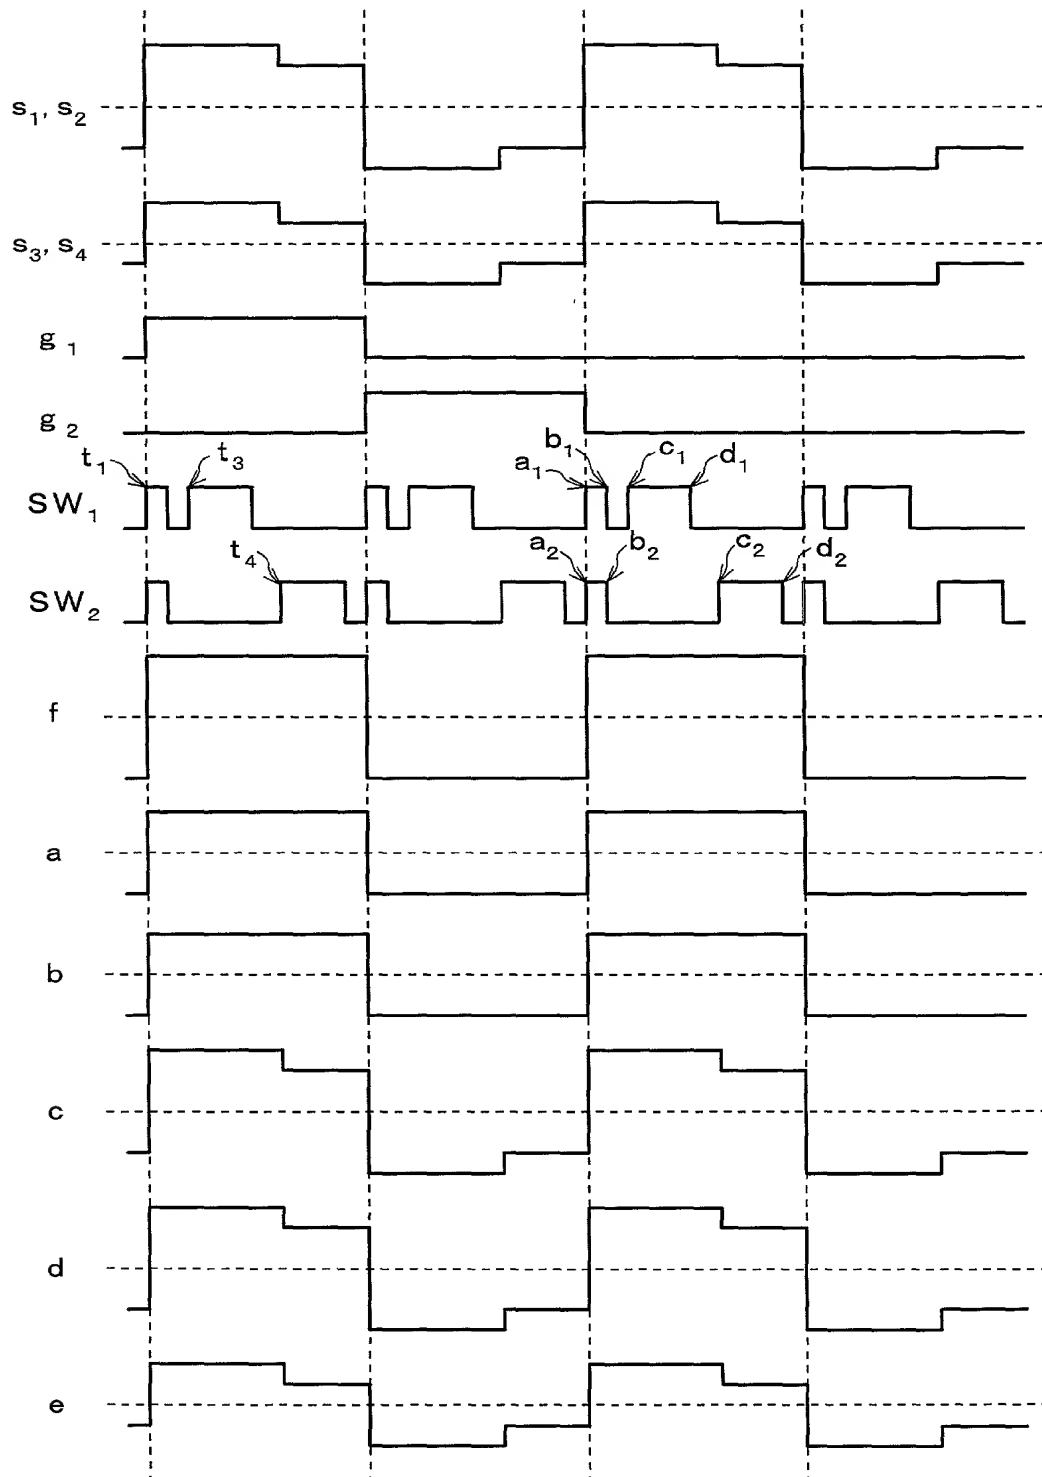 s₁, s₂
s₃, s₄
g₁
g₂
t₁ t₃ a₁ b₁ c₁ d₁
SW₁
t₄ a₂ b₂ c₂ d₂
SW₂
f
a
b
c
d
e